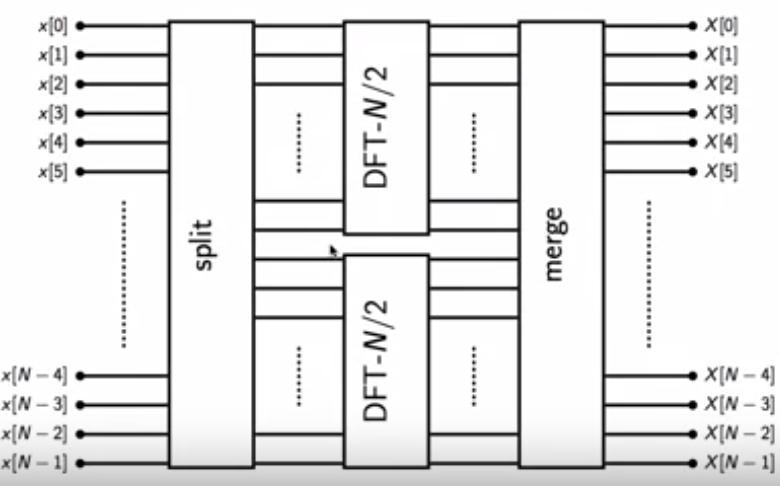 x[0]
x[1]
x[2]
x[3]
x[4]
x[5]
x[N − 4]
x[N − 3]
x[N − 2]
x[N − 1]
split
DFT-N/2
DFT-N/2
merge
X[0]
X[1]
X[2]
X[3]
X[4]
X[5]
X[N − 4]
X[N − 3]
X[N − 2]
X[N − 1]